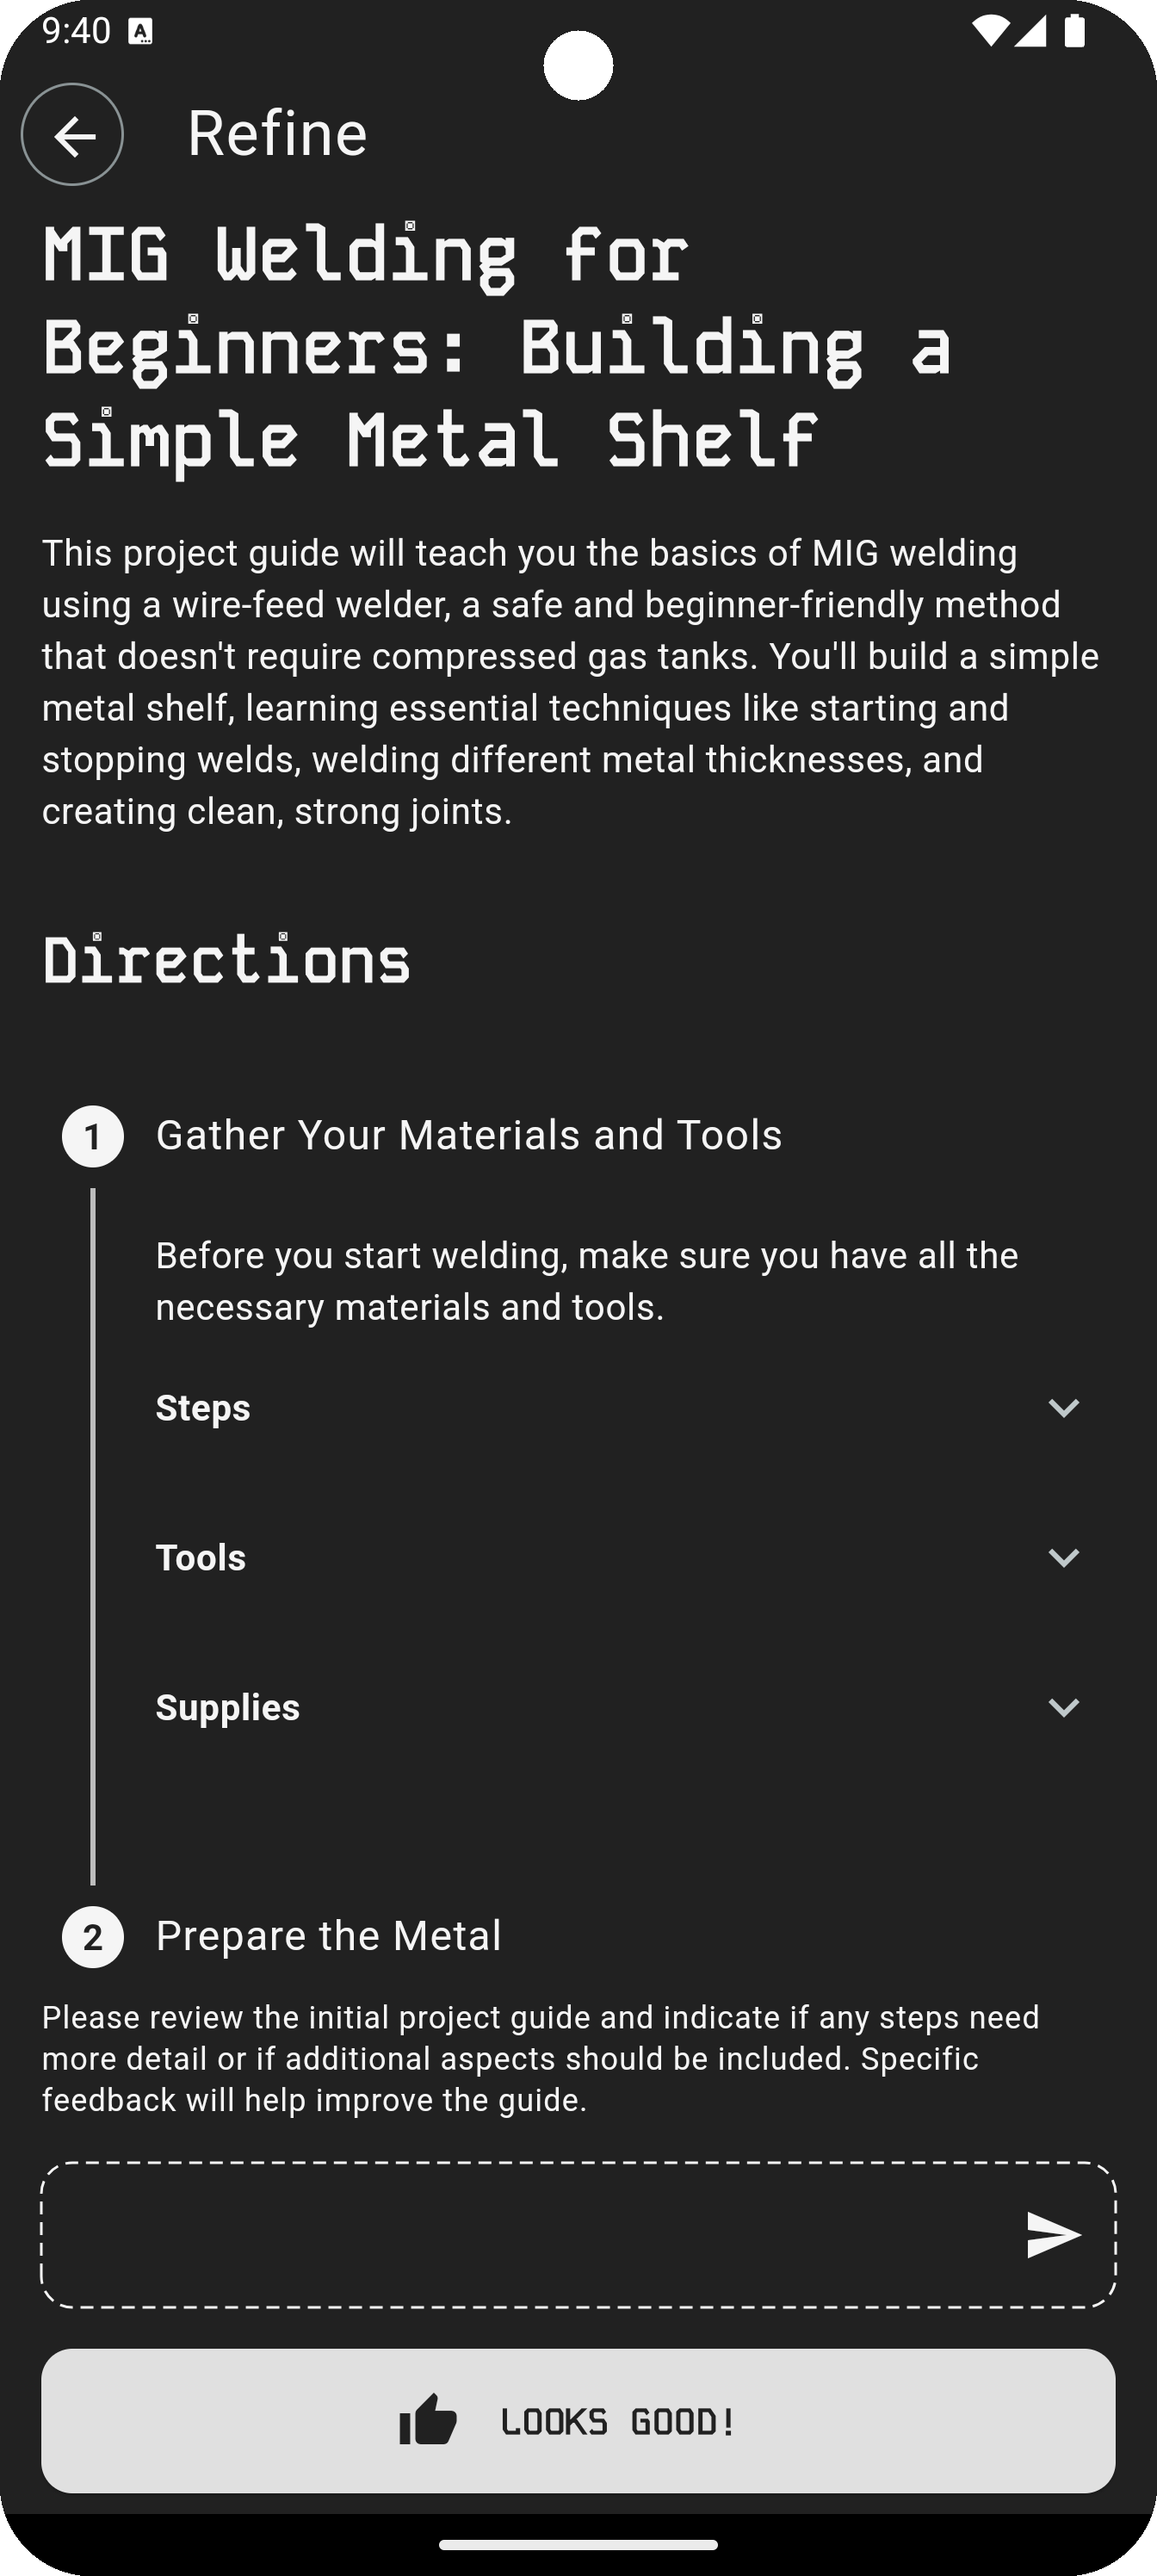 9:40
Refine
MIG Welding for
Beginners: Building a
Simple Metal Shelf
This project guide will teach you the basics of MIG welding
using a wire-feed welder, a safe and beginner-friendly method
that doesn't require compressed gas tanks. You'll build a simple
metal shelf, learning essential techniques like starting and
stopping welds, welding different metal thicknesses, and
creating clean, strong joints.
Directions
1 Gather Your Materials and Tools
Before you start welding, make sure you have all the
necessary materials and tools.
Steps
Tools
Supplies
2 Prepare the Metal
Please review the initial project guide and indicate if any steps need
more detail or if additional aspects should be included. Specific
feedback will help improve the guide.
LOOKS GOOD!